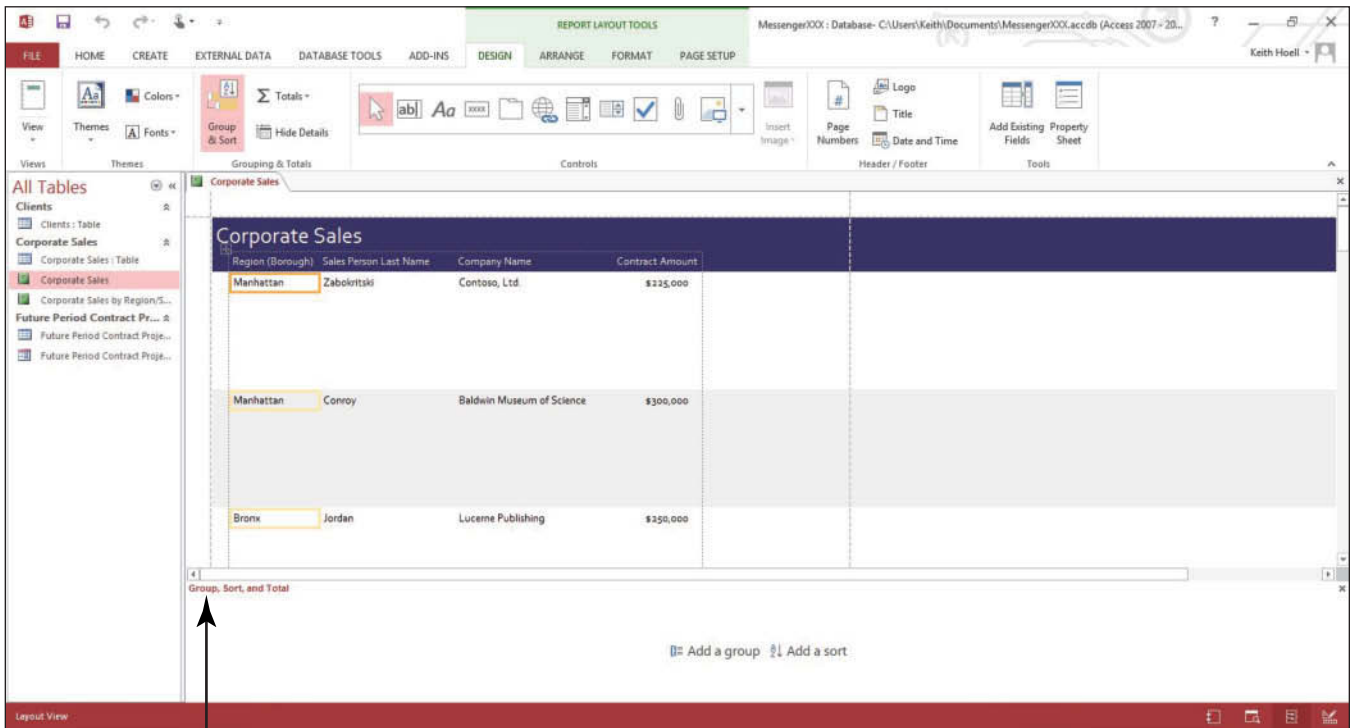 REPORT LAYOUT TOOLS
MessengerXXX : Database- C:\Users\Keith\Documents\MessengerXXX.accdb (Access 2007 - 20...
?
FILE HOME CREATE EXTERNAL DATA DATABASE TOOLS ADD-INS DESIGN ARRANGE FORMAT PAGE SETUP
Keith Hoell
View
Views
Aa
Themes
Colors
A Fonts
Themes
Group & Sort
Σ Totals
Hide Details
Grouping & Totals
ab| Aa xxxx
Controls
Insert Image
# Page Numbers
Logo
Title
Date and Time
Header / Footer
Add Existing Fields
Property Sheet
Tools
All Tables «
Clients
Clients : Table
Corporate Sales
Corporate Sales : Table
Corporate Sales
Corporate Sales by Region/S...
Future Period Contract Pr...
Future Period Contract Proje...
Future Period Contract Proje...
Corporate Sales
Corporate Sales
Region (Borough) Sales Person Last Name Company Name Contract Amount
Manhattan Zabokritski Contoso, Ltd. $225,000
Manhattan Conroy Baldwin Museum of Science $300,000
Bronx Jordan Lucerne Publishing $250,000
Group, Sort, and Total
Add a group Add a sort
Layout View